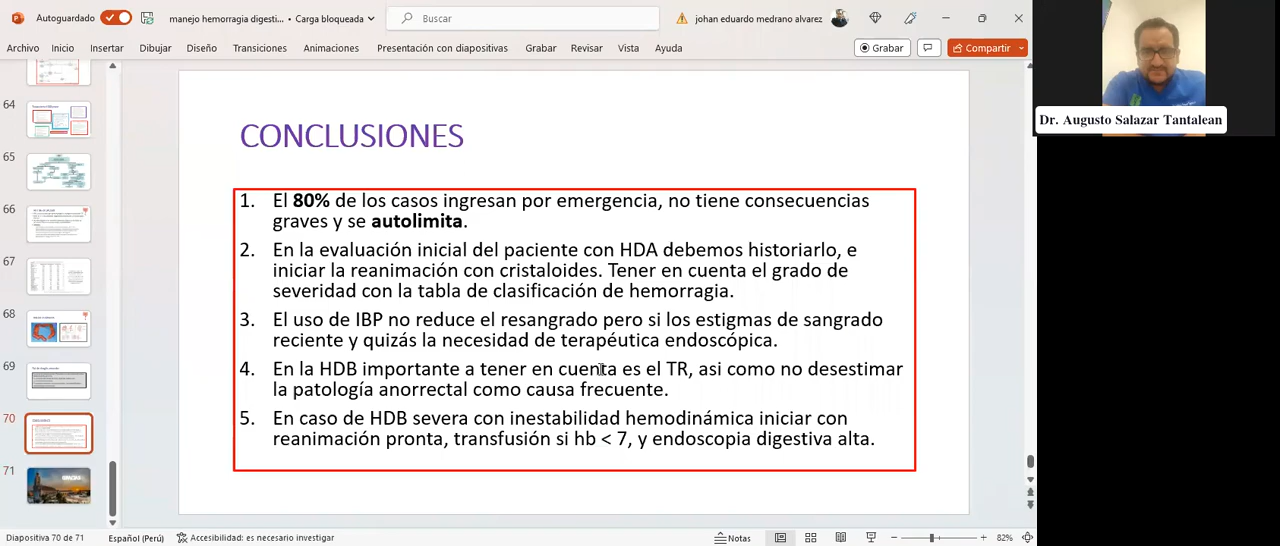 Autoguardado
manejo hemorragia digesti... • Carga bloqueada
Buscar
johan eduardo medrano alvarez
Archivo Inicio Insertar Dibujar Diseño Transiciones Animaciones Presentación con diapositivas Grabar Revisar Vista Ayuda
Grabar
Compartir
Dr. Augusto Salazar Tantalean
64
65
66
67
68
69
70
71
CONCLUSIONES
1. El 80% de los casos ingresan por emergencia, no tiene consecuencias
graves y se autolimita.
2. En la evaluación inicial del paciente con HDA debemos historiarlo, e
iniciar la reanimación con cristaloides. Tener en cuenta el grado de
severidad con la tabla de clasificación de hemorragia.
3. El uso de IBP no reduce el resangrado pero si los estigmas de sangrado
reciente y quizás la necesidad de terapéutica endoscópica.
4. En la HDB importante a tener en cuenta es el TR, asi como no desestimar
la patología anorrectal como causa frecuente.
5. En caso de HDB severa con inestabilidad hemodinámica iniciar con
reanimación pronta, transfusión si hb < 7, y endoscopia digestiva alta.
Diapositiva 70 de 71
Español (Perú)
Accesibilidad: es necesario investigar
Notas
82%